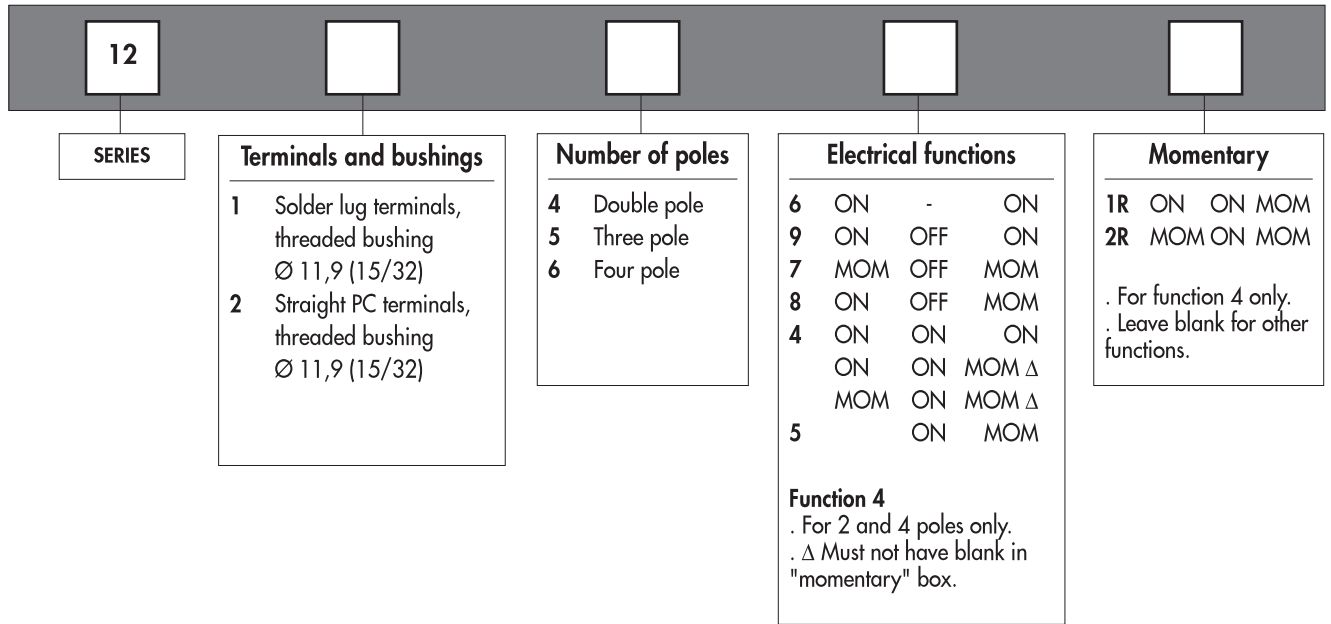 12
SERIES
Terminals and bushings
1 Solder lug terminals,
threaded bushing
Ø 11,9 (15/32)
2 Straight PC terminals,
threaded bushing
Ø 11,9 (15/32)
Number of poles
4 Double pole
5 Three pole
6 Four pole
Electrical functions
6 ON - ON
9 ON OFF ON
7 MOM OFF MOM
8 ON OFF MOM
4 ON ON ON
ON ON MOM Δ
MOM ON MOM Δ
5 ON MOM
Function 4
. For 2 and 4 poles only.
. Δ Must not have blank in
"momentary" box.
Momentary
1R ON ON MOM
2R MOM ON MOM
. For function 4 only.
. Leave blank for other
functions.